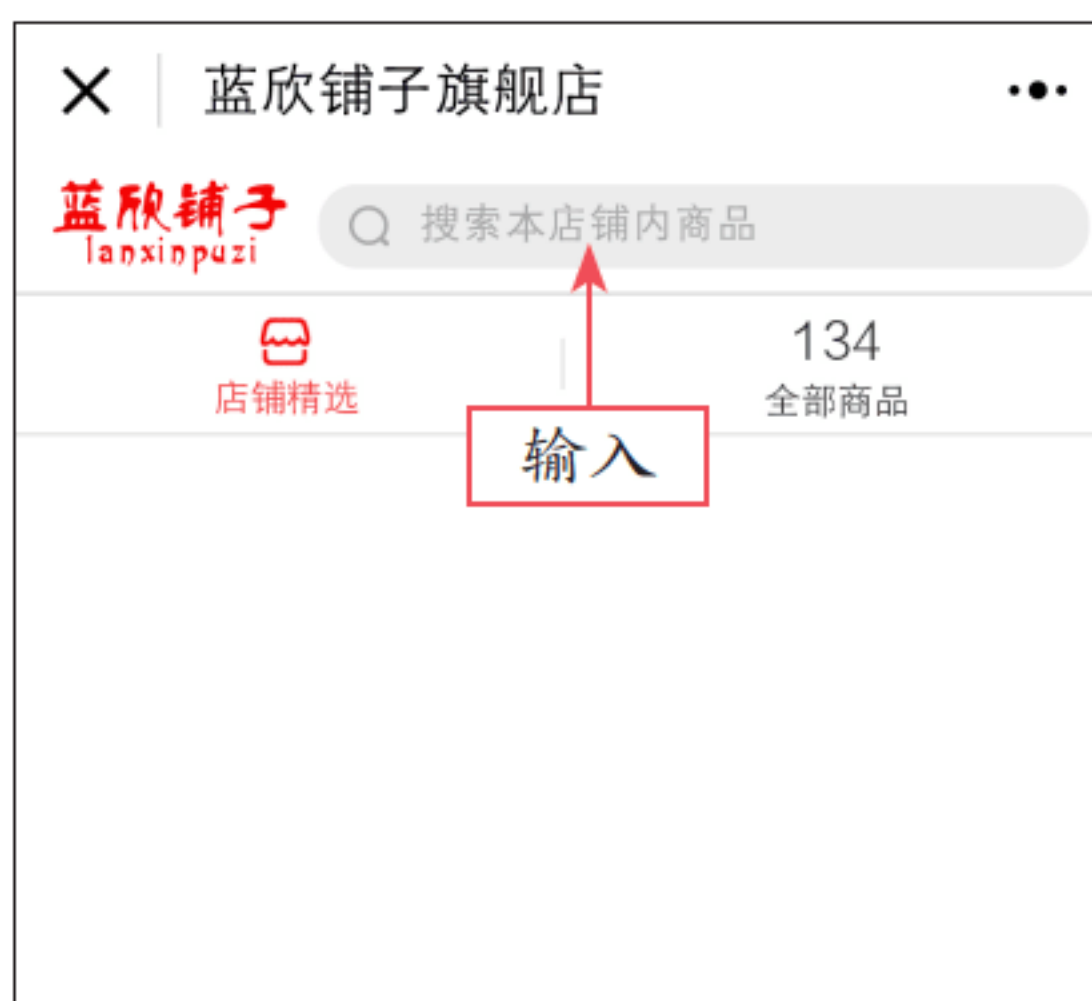 蓝欣铺子旗舰店
蓝欣铺子
lanxinpuzi
搜索本店铺内商品
134
店铺精选
全部商品
输入